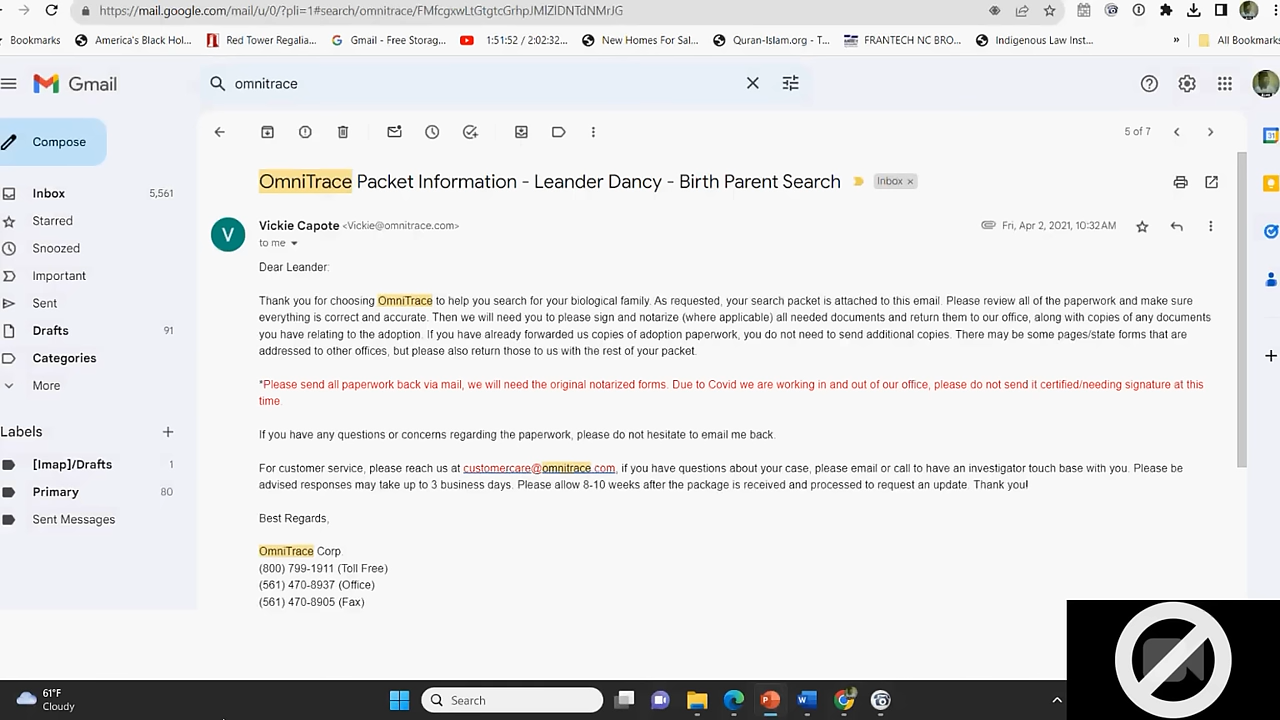 https://mail.google.com/mail/u/0/?pli=1#search/omnitrace/FMfcgxwLtGtgtcGrhpJMlZlDNTdNMrJG
Bookmarks America's Black Hol... Red Tower Regalia... Gmail - Free Storag... 1:51:52 / 2:02:32... New Homes For Sal... Quran-Islam.org - T... FRANTECH NC BRO... Indigenous Law Inst... » All Bookmarks
Gmail
omnitrace
Compose
5 of 7
OmniTrace Packet Information - Leander Dancy - Birth Parent Search
Inbox ×
Inbox 5,561
Starred
Snoozed
Important
Sent
Drafts 91
Categories
More
Labels
[Imap]/Drafts 1
Primary 80
Sent Messages
V
Vickie Capote <Vickie@omnitrace.com>
Fri, Apr 2, 2021, 10:32AM
to me
Dear Leander:
Thank you for choosing OmniTrace to help you search for your biological family. As requested, your search packet is attached to this email. Please review all of the paperwork and make sure
everything is correct and accurate. Then we will need you to please sign and notarize (where applicable) all needed documents and return them to our office, along with copies of any documents
you have relating to the adoption. If you have already forwarded us copies of adoption paperwork, you do not need to send additional copies. There may be some pages/state forms that are
addressed to other offices, but please also return those to us with the rest of your packet.
*Please send all paperwork back via mail, we will need the original notarized forms. Due to Covid we are working in and out of our office, please do not send it certified/needing signature at this
time.
If you have any questions or concerns regarding the paperwork, please do not hesitate to email me back.
For customer service, please reach us at customercare@omnitrace.com, if you have questions about your case, please email or call to have an investigator touch base with you. Please be
advised responses may take up to 3 business days. Please allow 8-10 weeks after the package is received and processed to request an update. Thank you!
Best Regards,
OmniTrace Corp
(800) 799-1911 (Toll Free)
(561) 470-8937 (Office)
(561) 470-8905 (Fax)
61°F
Cloudy
Search